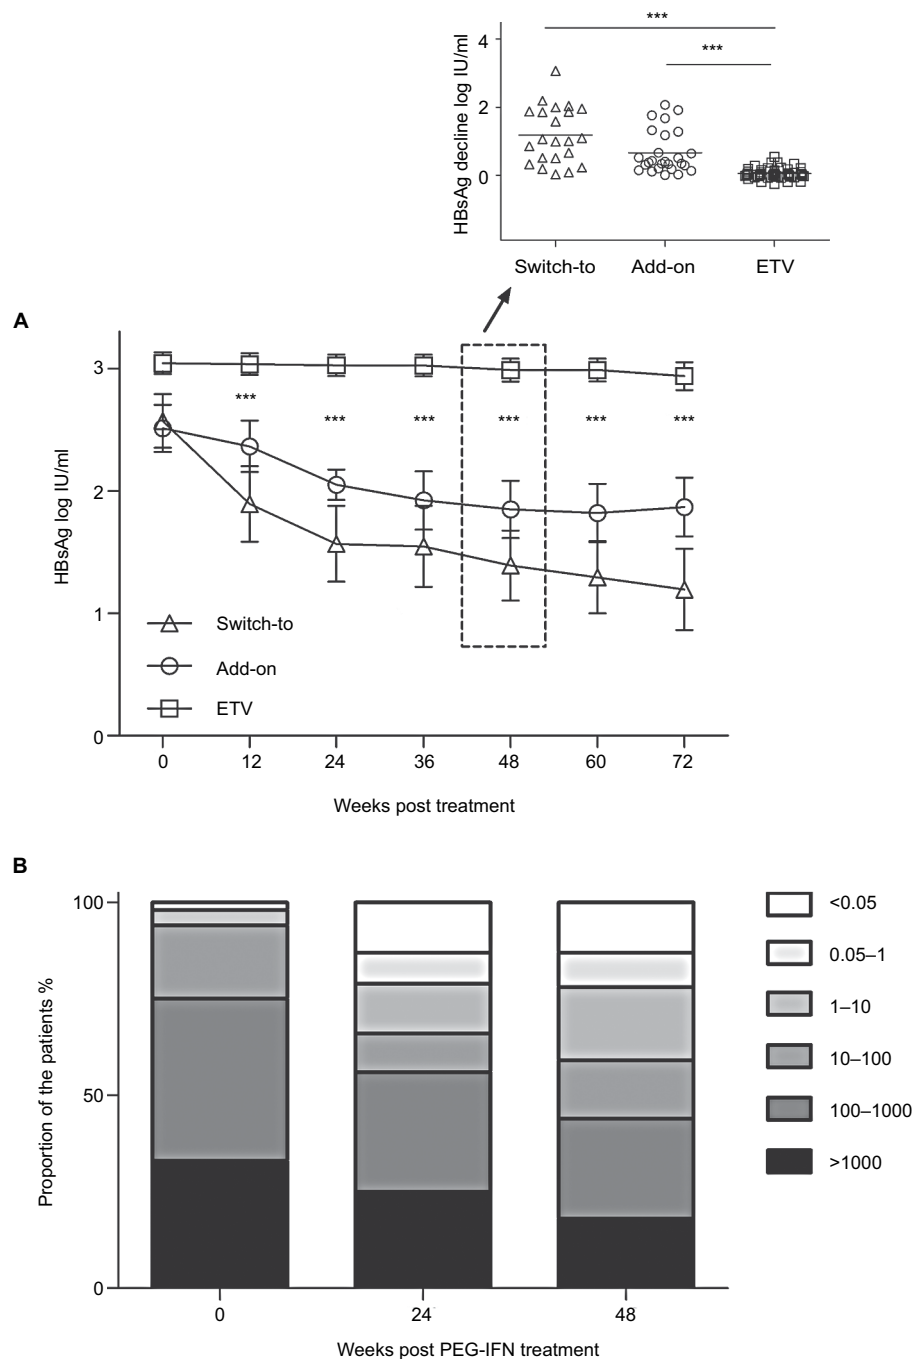 ***
***
4
2
0
HBsAg decline log IU/ml
Switch-to
Add-on
ETV
A
3
2
1
0
HBsAg log IU/ml
***
***
***
***
***
***
Switch-to
Add-on
ETV
0
12
24
36
48
60
72
Weeks post treatment
B
100
50
0
Proportion of the patients %
<0.05
0.05–1
1–10
10–100
100–1000
>1000
0
24
48
Weeks post PEG-IFN treatment